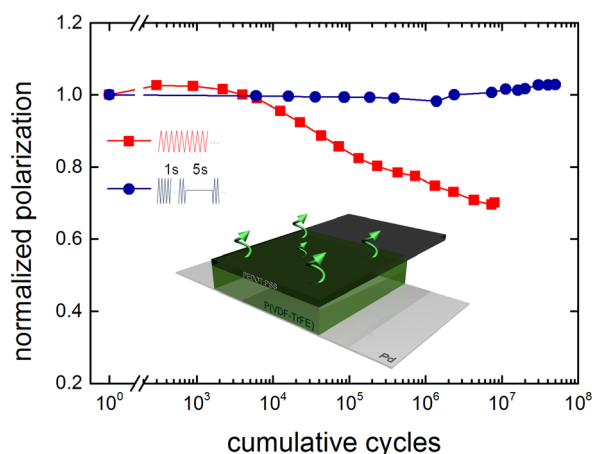 1.2
1.0
0.8
0.6
0.4
0.2
normalized polarization
1s 5s
PEDOT:PSS
P(VDF-TrFE)
Pd
10⁰ 10³ 10⁴ 10⁵ 10⁶ 10⁷ 10⁸
cumulative cycles